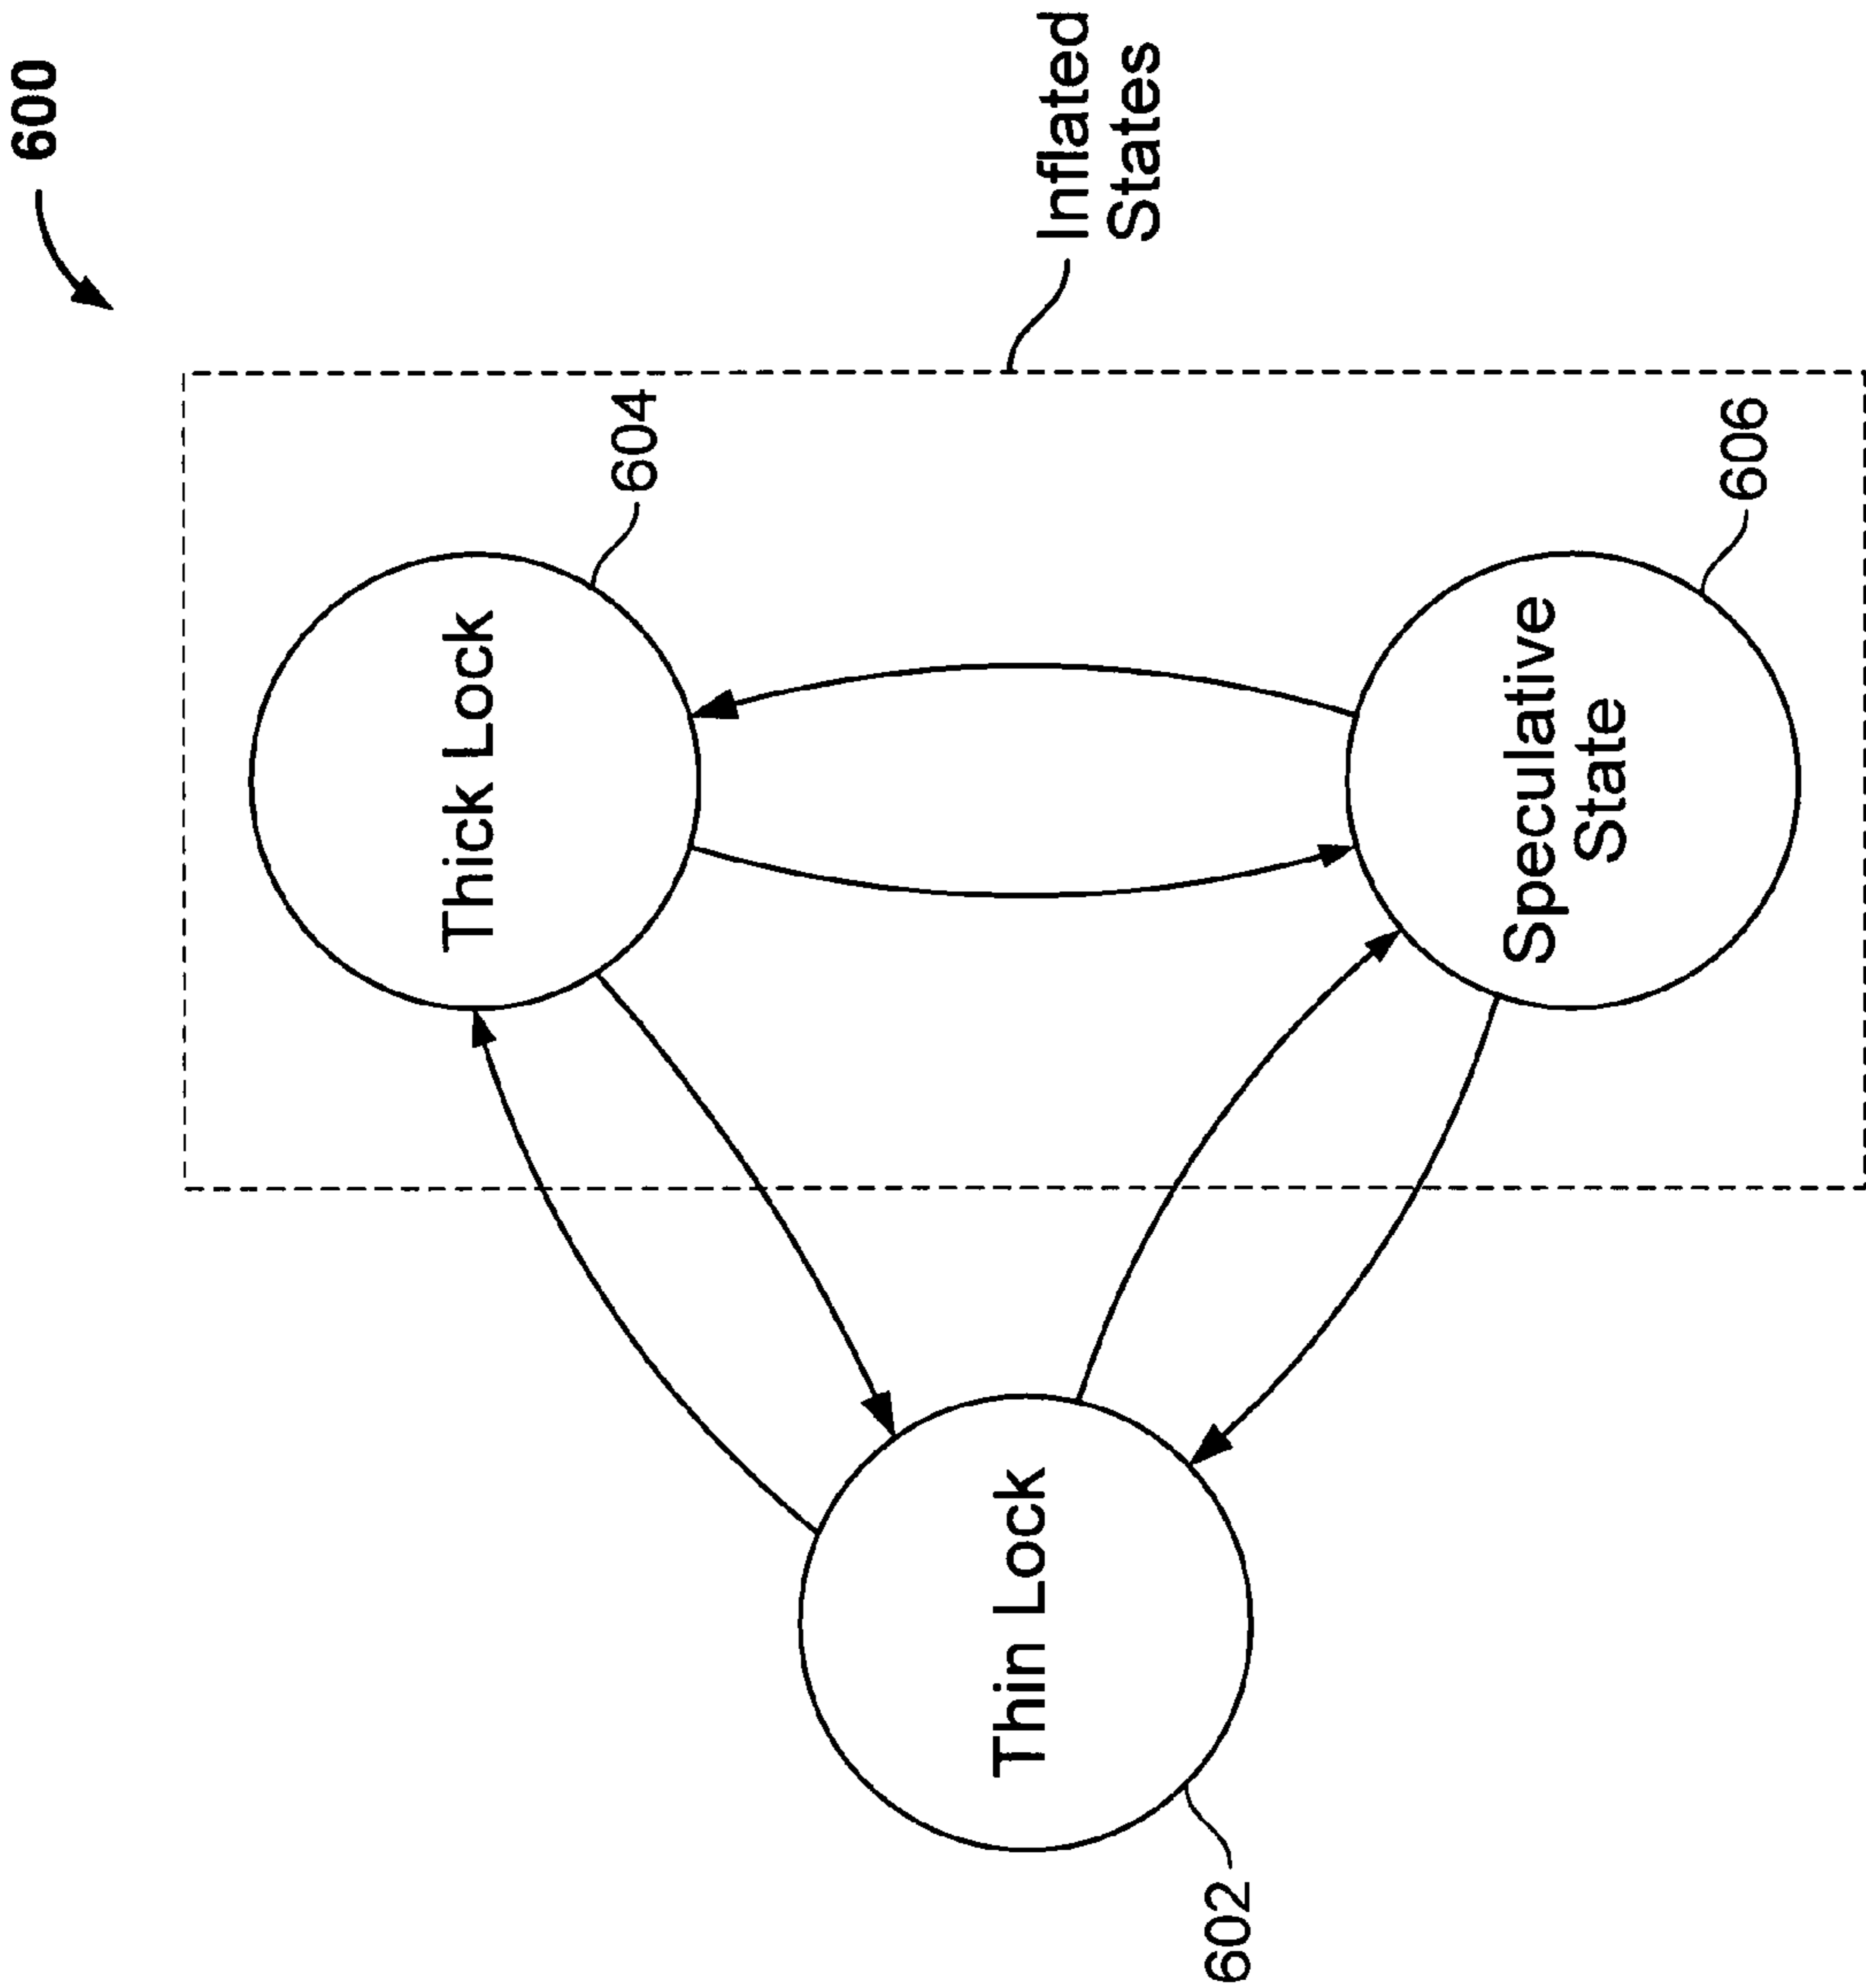 600
Inflated
States
604
Thick Lock
606
Speculative
State
Thin Lock
602